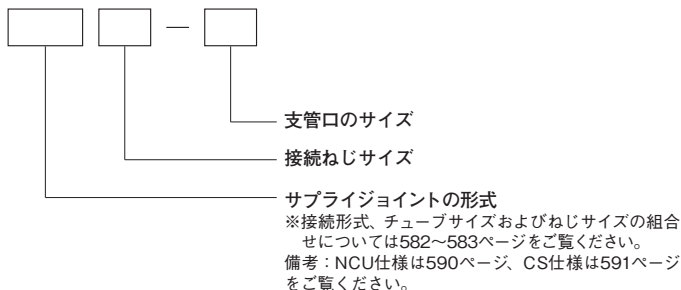 支管口のサイズ
接続ねじサイズ
サプライジョイントの形式
※接続形式、チューブサイズおよびねじサイズの組合
せについては582〜583ページをご覧ください。
備考：NCU仕様は590ページ、CS仕様は591ページ
をご覧ください。